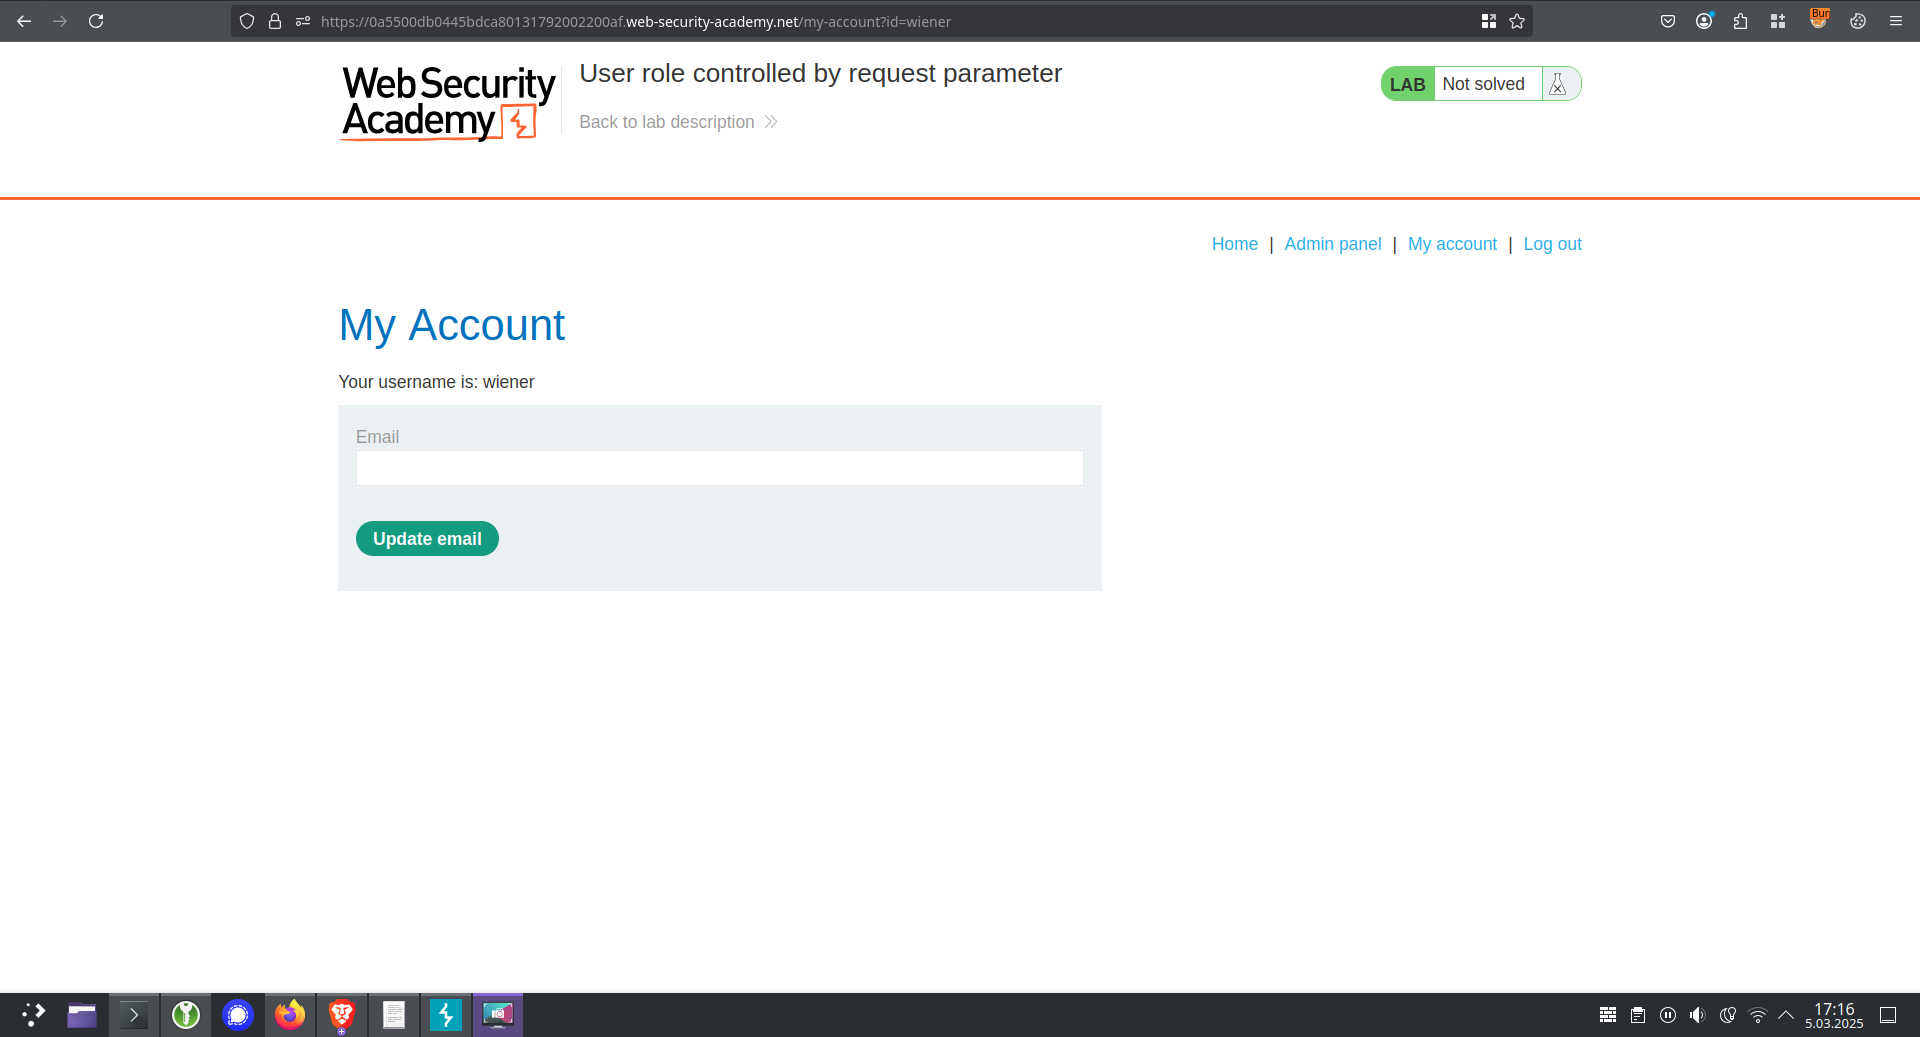 https://0a5500db0445bdca80131792002200af.web-security-academy.net/my-account?id=wiener
Bur
WebSecurity
Academy
User role controlled by request parameter
Back to lab description
LAB Not solved
Home | Admin panel | My account | Log out
My Account
Your username is: wiener
Email
Update email
17:16
5.03.2025